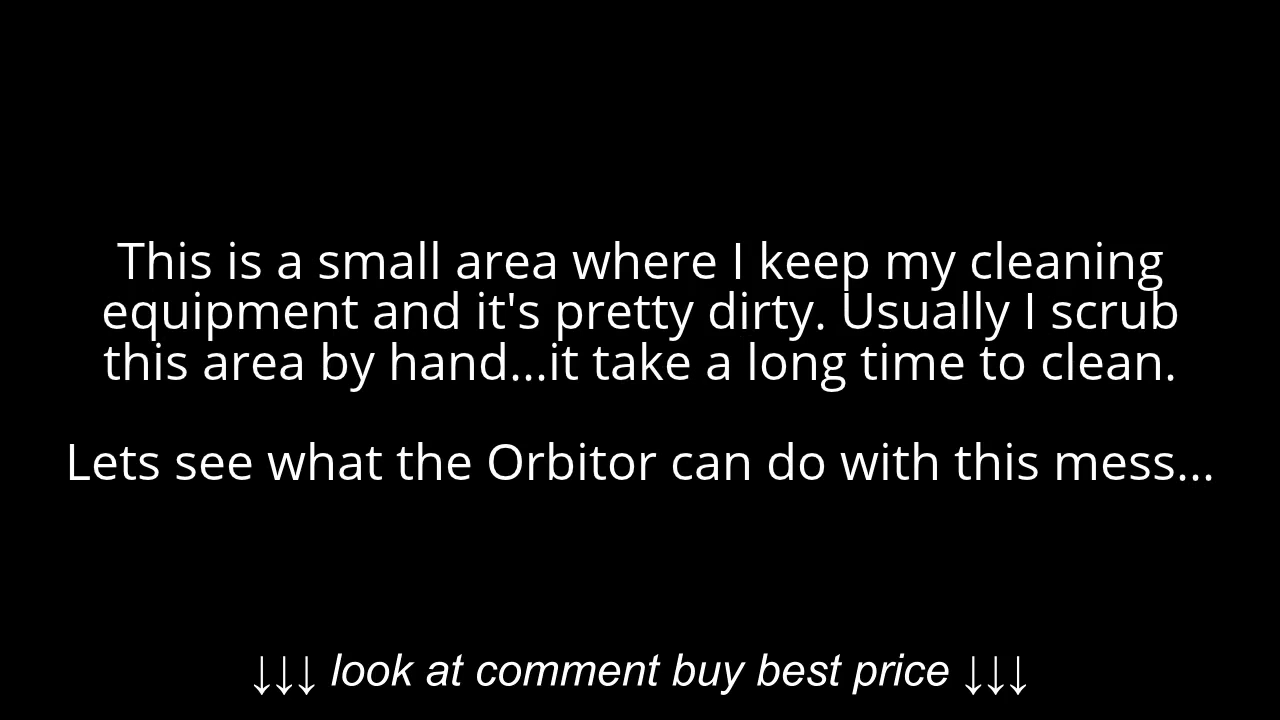 This is a small area where I keep my cleaning
equipment and it's pretty dirty. Usually I scrub
this area by hand...it take a long time to clean.
Lets see what the Orbitor can do with this mess...
↓↓↓ look at comment buy best price ↓↓↓